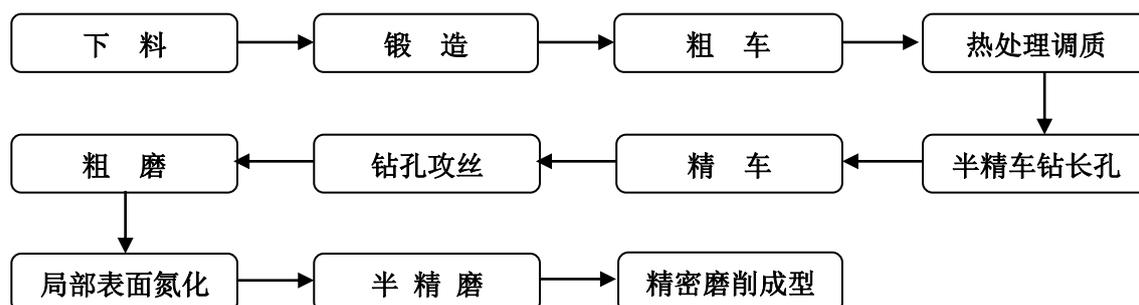 下 料
锻 造
粗 车
热处理调质
粗 磨
钻孔攻丝
精 车
半精车钻长孔
局部表面氮化
半 精 磨
精密磨削成型